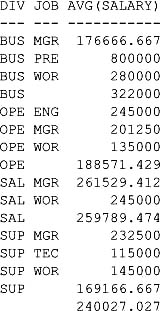 DIV JOB AVG(SALARY)
--- --- -----------
BUS MGR 176666.667
BUS PRE 800000
BUS WOR 280000
BUS 322000
OPE ENG 245000
OPE MGR 201250
OPE WOR 135000
OPE 188571.429
SAL MGR 261529.412
SAL WOR 245000
SAL 259789.474
SUP MGR 232500
SUP TEC 115000
SUP WOR 145000
SUP 169166.667
240027.027